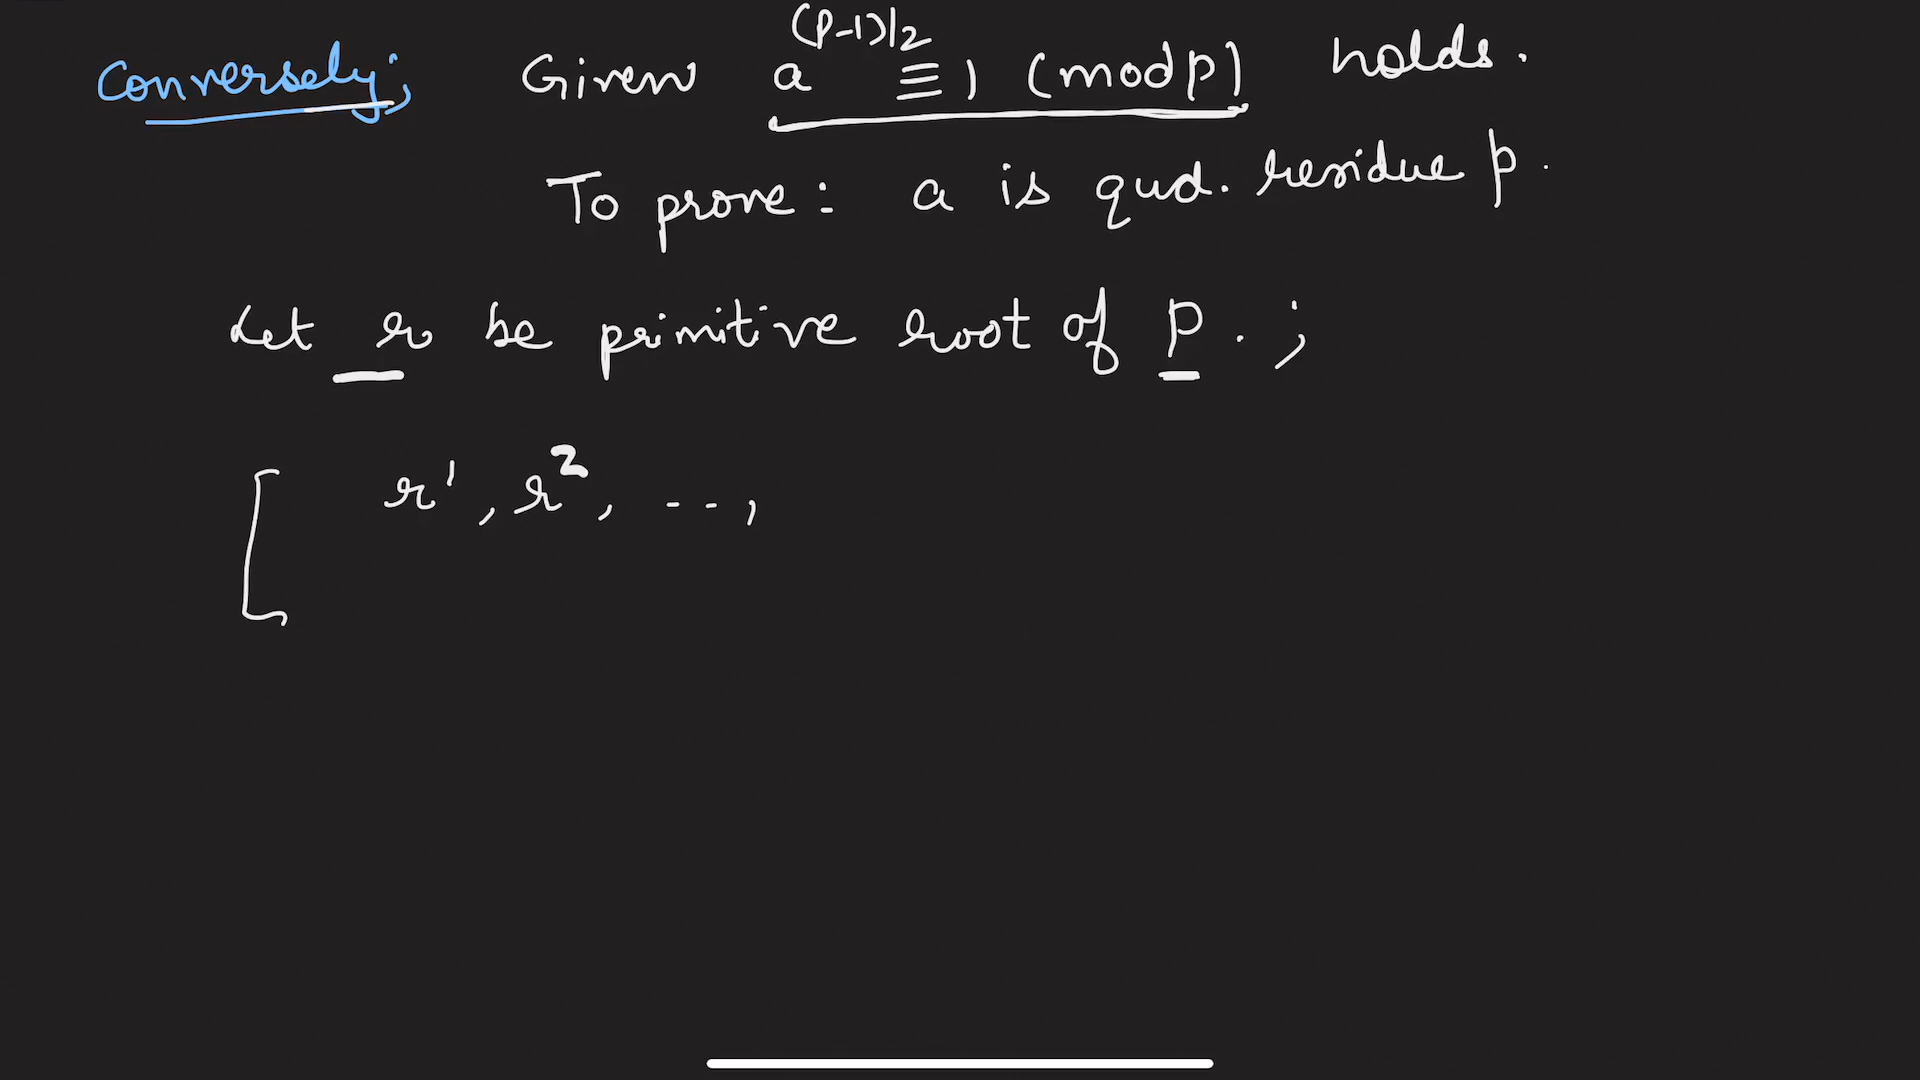 Conversely; Given a^(p-1)/2 ≡ 1 (mod p) holds.
To prove: a is qud. residue p.
Let r be primitive root of p. ;
[ r^1, r^2, - - ,